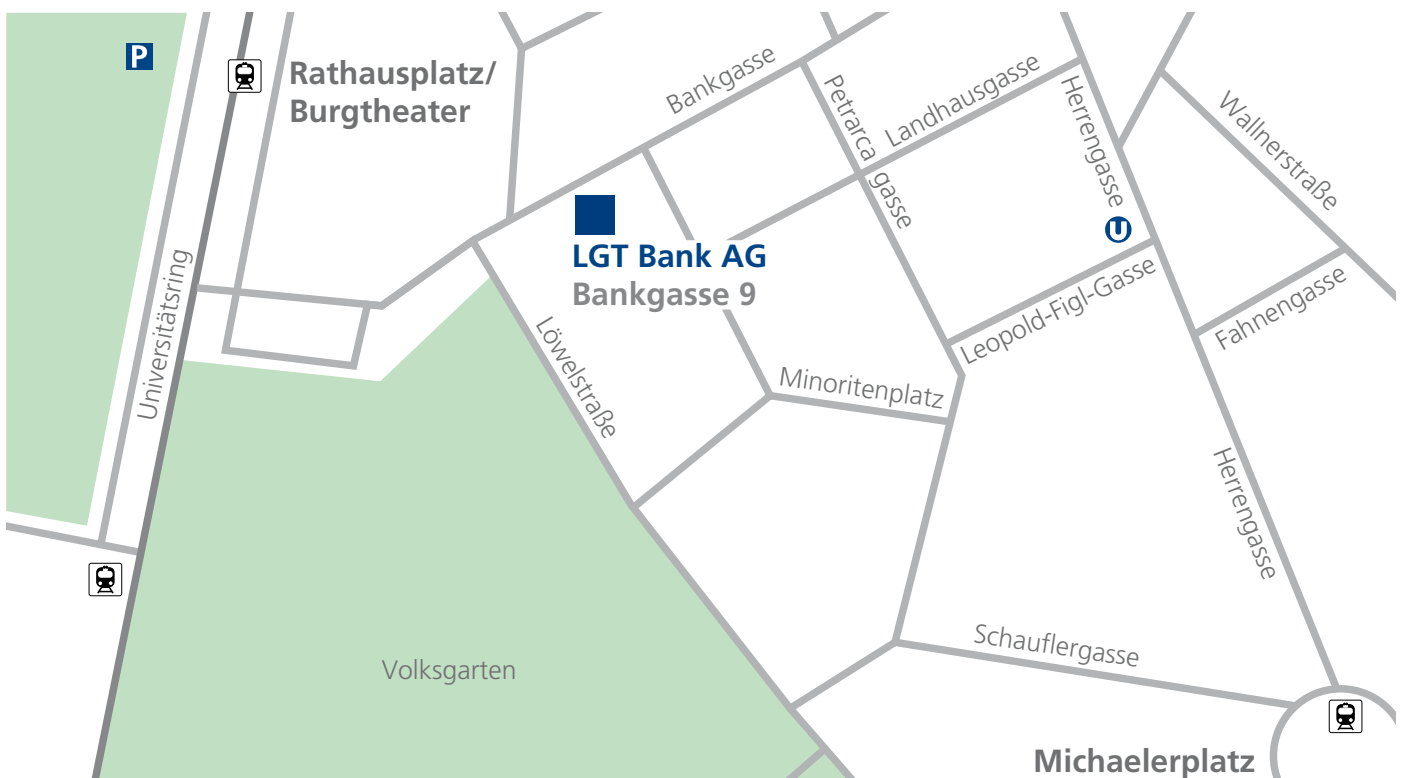 P
Rathausplatz/
Burgtheater
Bankgasse
Petrarca
gasse
Landhausgasse
Herrengasse
Wallnerstraße
U
LGT Bank AG
Bankgasse 9
Universitätsring
Löwelstraße
Leopold-Figl-Gasse
Fahnengasse
Minoritenplatz
Herrengasse
Volksgarten
Schauflergasse
Michaelerplatz